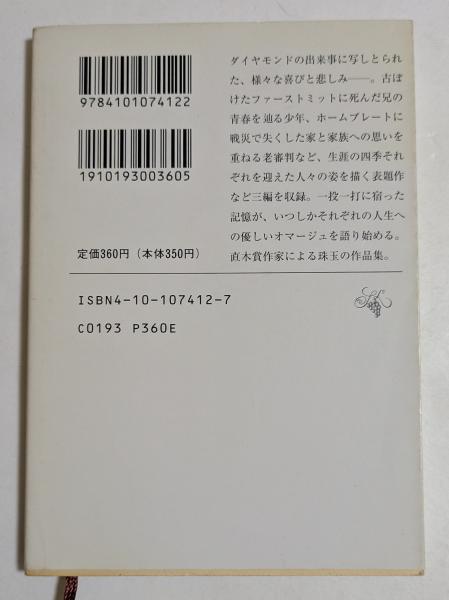 9784101074122
1910193003605
定価360円(本体350円)
ISBN4-10-107412-7
C0193 P360E
ダイヤモンドの出来事に写しとられ
た、様々な喜びと悲しみ――。古ぼ
けたファーストミットに死んだ兄の
青春を辿る少年、ホームプレートに
戦災で失くした家と家族への思いを
重ねる老審判など、生涯の四季それ
ぞれを迎えた人々の姿を描く表題作
など三編を収録。一投一打に宿った
記憶が、いつしかそれぞれの人生へ
の優しいオマージュを語り始める。
直木賞作家による珠玉の作品集。